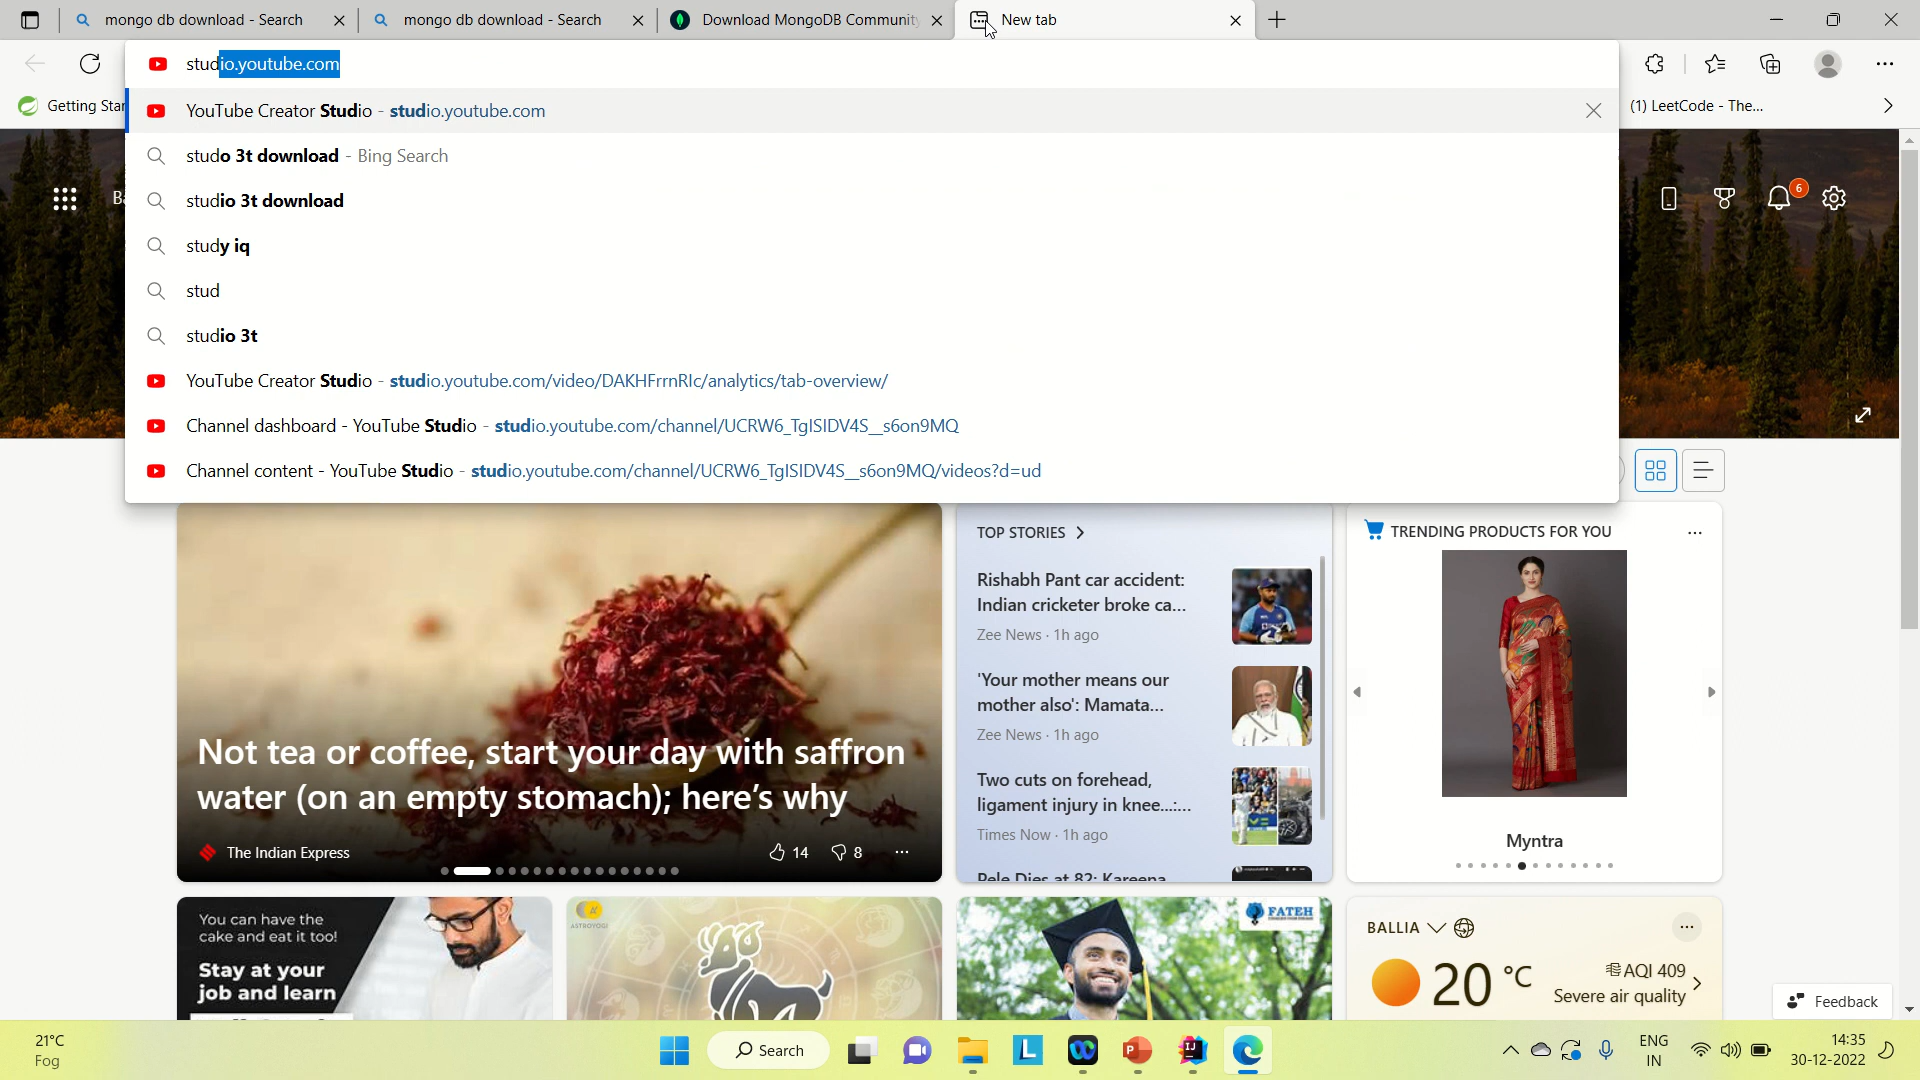 mongo db download - Search
mongo db download - Search
Download MongoDB Communit
New tab
studio.youtube.com
Getting Star
(1) LeetCode - The...
YouTube Creator Studio - studio.youtube.com
studo 3t download - Bing Search
studio 3t download
study iq
stud
studio 3t
YouTube Creator Studio - studio.youtube.com/video/DAKHFrrnRlc/analytics/tab-overview/
Channel dashboard - YouTube Studio - studio.youtube.com/channel/UCRW6_TgISIDV4S__s6on9MQ
Channel content - YouTube Studio - studio.youtube.com/channel/UCRW6_TgISIDV4S__s6on9MQ/videos?d=ud
6
Not tea or coffee, start your day with saffron
water (on an empty stomach); here's why
The Indian Express
14
8
TOP STORIES
Rishabh Pant car accident:
Indian cricketer broke ca...
Zee News · 1h ago
'Your mother means our
mother also': Mamata...
Zee News · 1h ago
Two cuts on forehead,
ligament injury in knee...:...
Times Now · 1h ago
Pele Dies at 82: Kareena
TRENDING PRODUCTS FOR YOU
...
Myntra
You can have the
cake and eat it too!
Stay at your
job and learn
ASTROYOGI
FATEH
BALLIA
...
20 °C
AQI 409
Severe air quality
Feedback
21°C
Fog
Search
ENG
IN
14:35
30-12-2022